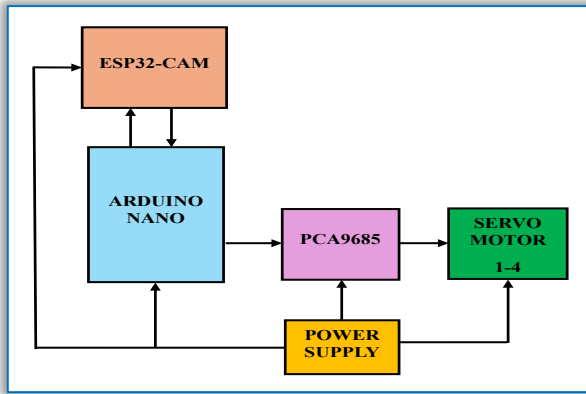 ESP32-CAM
ARDUINO
NANO
PCA9685
SERVO
MOTOR
1-4
POWER
SUPPLY